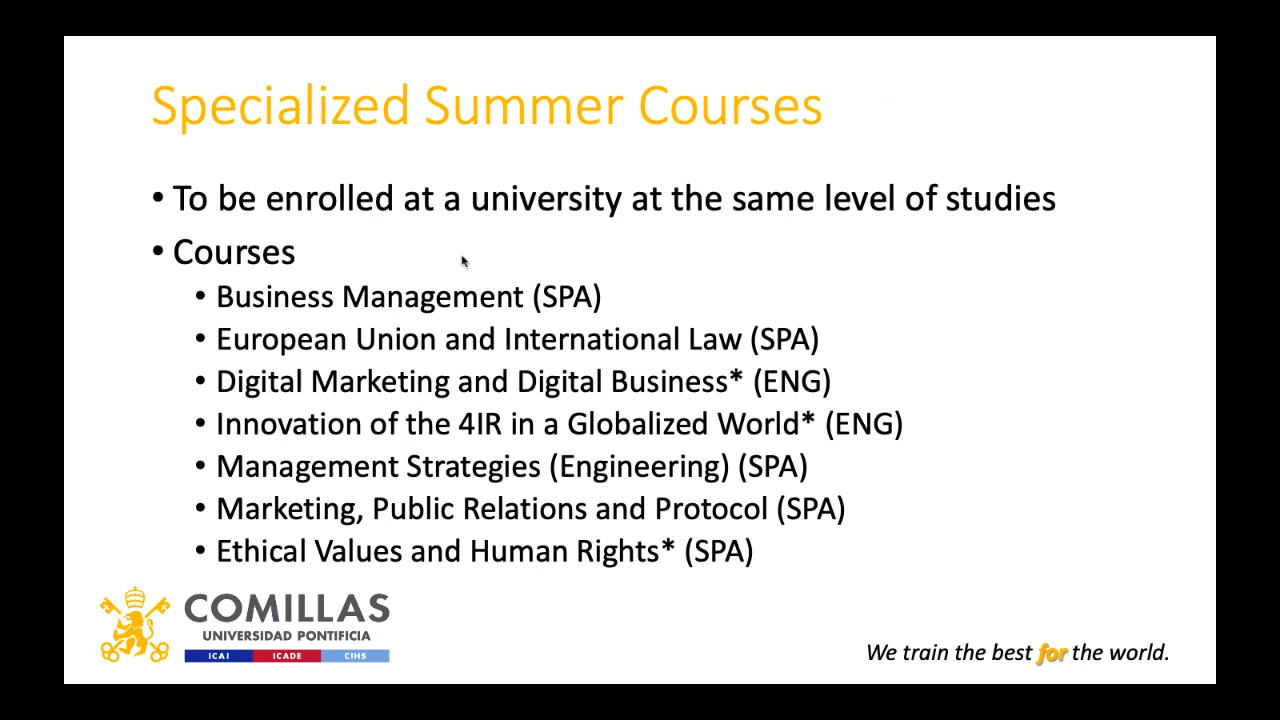 Specialized Summer Courses
• To be enrolled at a university at the same level of studies
• Courses
• Business Management (SPA)
• European Union and International Law (SPA)
• Digital Marketing and Digital Business* (ENG)
• Innovation of the 4IR in a Globalized World* (ENG)
• Management Strategies (Engineering) (SPA)
• Marketing, Public Relations and Protocol (SPA)
• Ethical Values and Human Rights* (SPA)
COMILLAS
UNIVERSIDAD PONTIFICIA
ICAI ICADE CIHS
We train the best for the world.